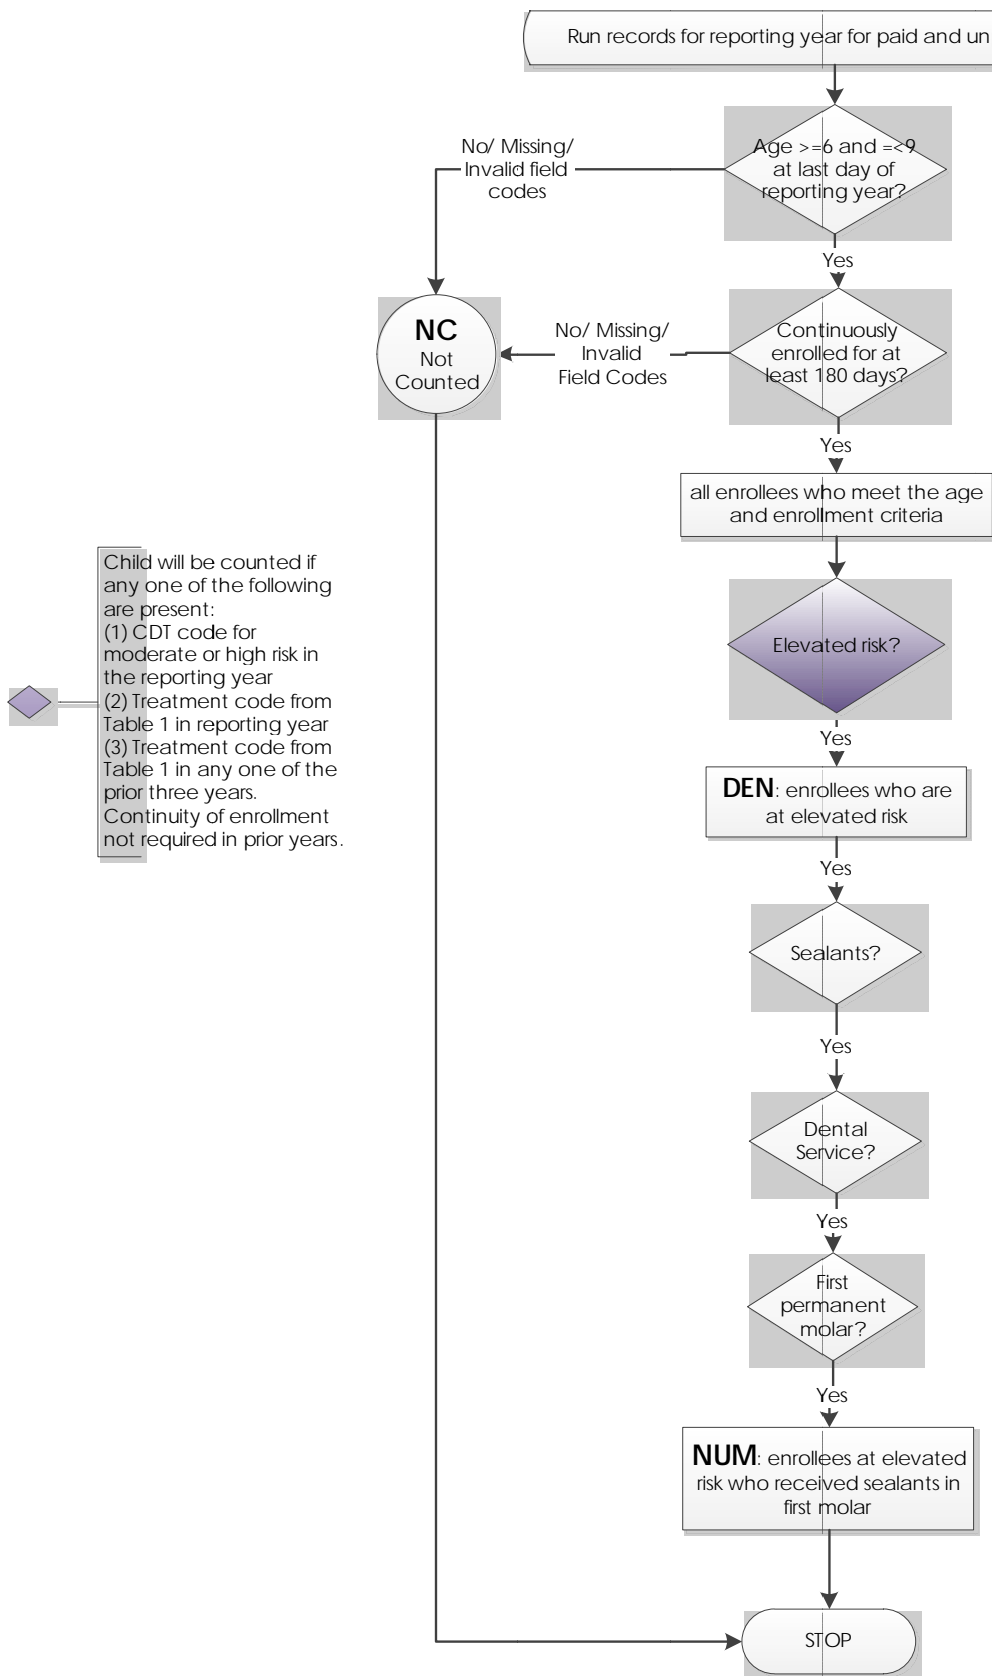 Run records for reporting year for paid and un
Age >=6 and =<9
at last day of
reporting year?
No/ Missing/
Invalid field
codes
Yes
Continuously
enrolled for at
least 180 days?
No/ Missing/
Invalid
Field Codes
NC
Not
Counted
Yes
all enrollees who meet the age
and enrollment criteria
Elevated risk?
Child will be counted if
any one of the following
are present:
(1) CDT code for
moderate or high risk in
the reporting year
(2) Treatment code from
Table 1 in reporting year
(3) Treatment code from
Table 1 in any one of the
prior three years.
Continuity of enrollment
not required in prior years.
Yes
DEN: enrollees who are
at elevated risk
Yes
Sealants?
Yes
Dental
Service?
Yes
First
permanent
molar?
Yes
NUM: enrollees at elevated
risk who received sealants in
first molar
STOP